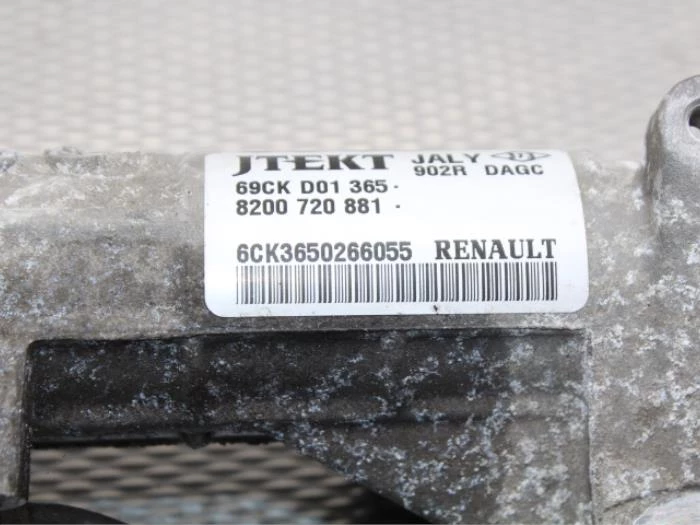 JTEKT JALY
69CK D01 365. 902R DAGC
8200 720 881 .
6CK3650266055 RENAULT